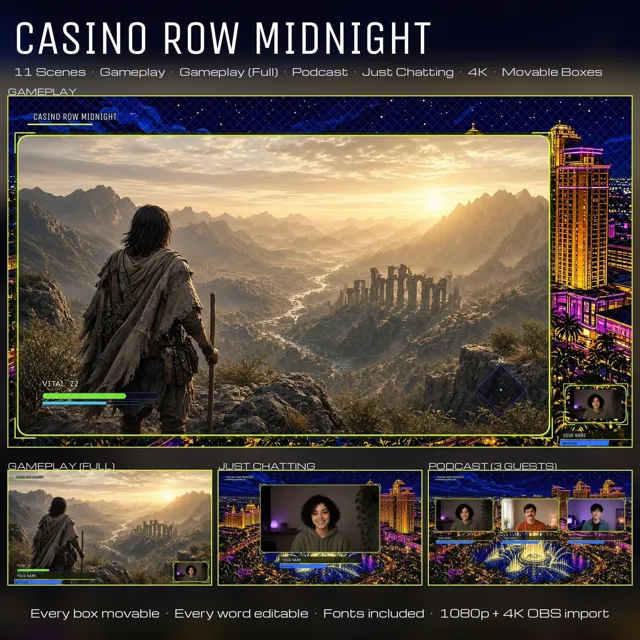 CASINO ROW MIDNIGHT
11 Scenes · Gameplay · Gameplay (Full) · Podcast · Just Chatting · 4K · Movable Boxes
GAMEPLAY
CASINO ROW MIDNIGHT
VITAL 72
YOUR NAME
GAMEPLAY (FULL)
JUST CHATTING
PODCAST (3 GUESTS)
YOUR NAME
YOUR NAME
Every box movable · Every word editable · Fonts included · 1080p + 4K OBS import